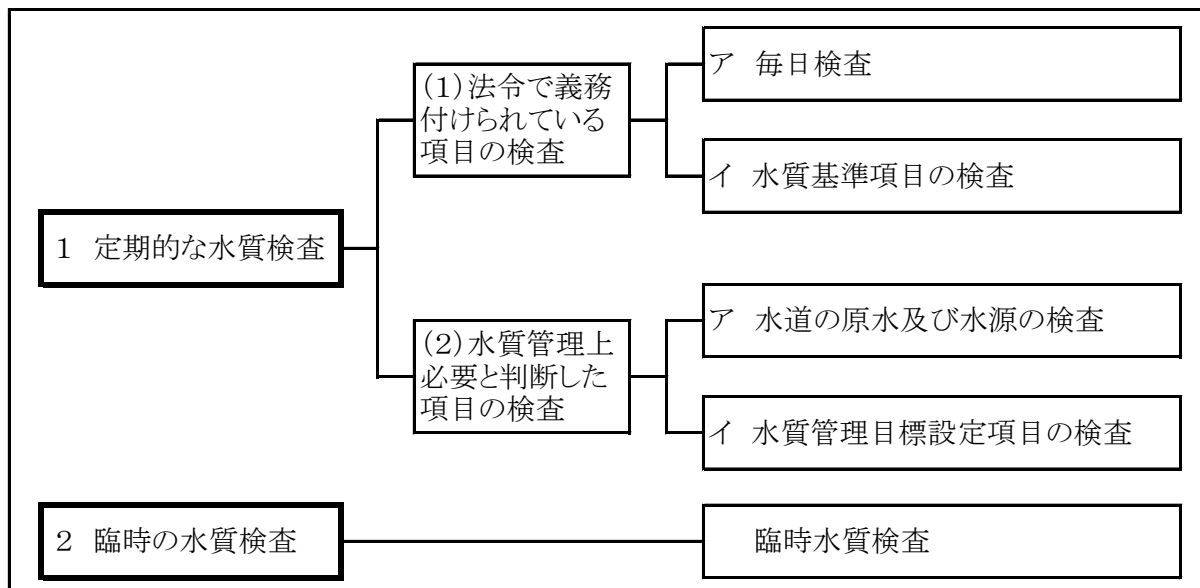 1 定期的な水質検査
(1)法令で義務
付けられている
項目の検査
ア 毎日検査
イ 水質基準項目の検査
(2)水質管理上
必要と判断した
項目の検査
ア 水道の原水及び水源の検査
イ 水質管理目標設定項目の検査
2 臨時の水質検査
臨時水質検査